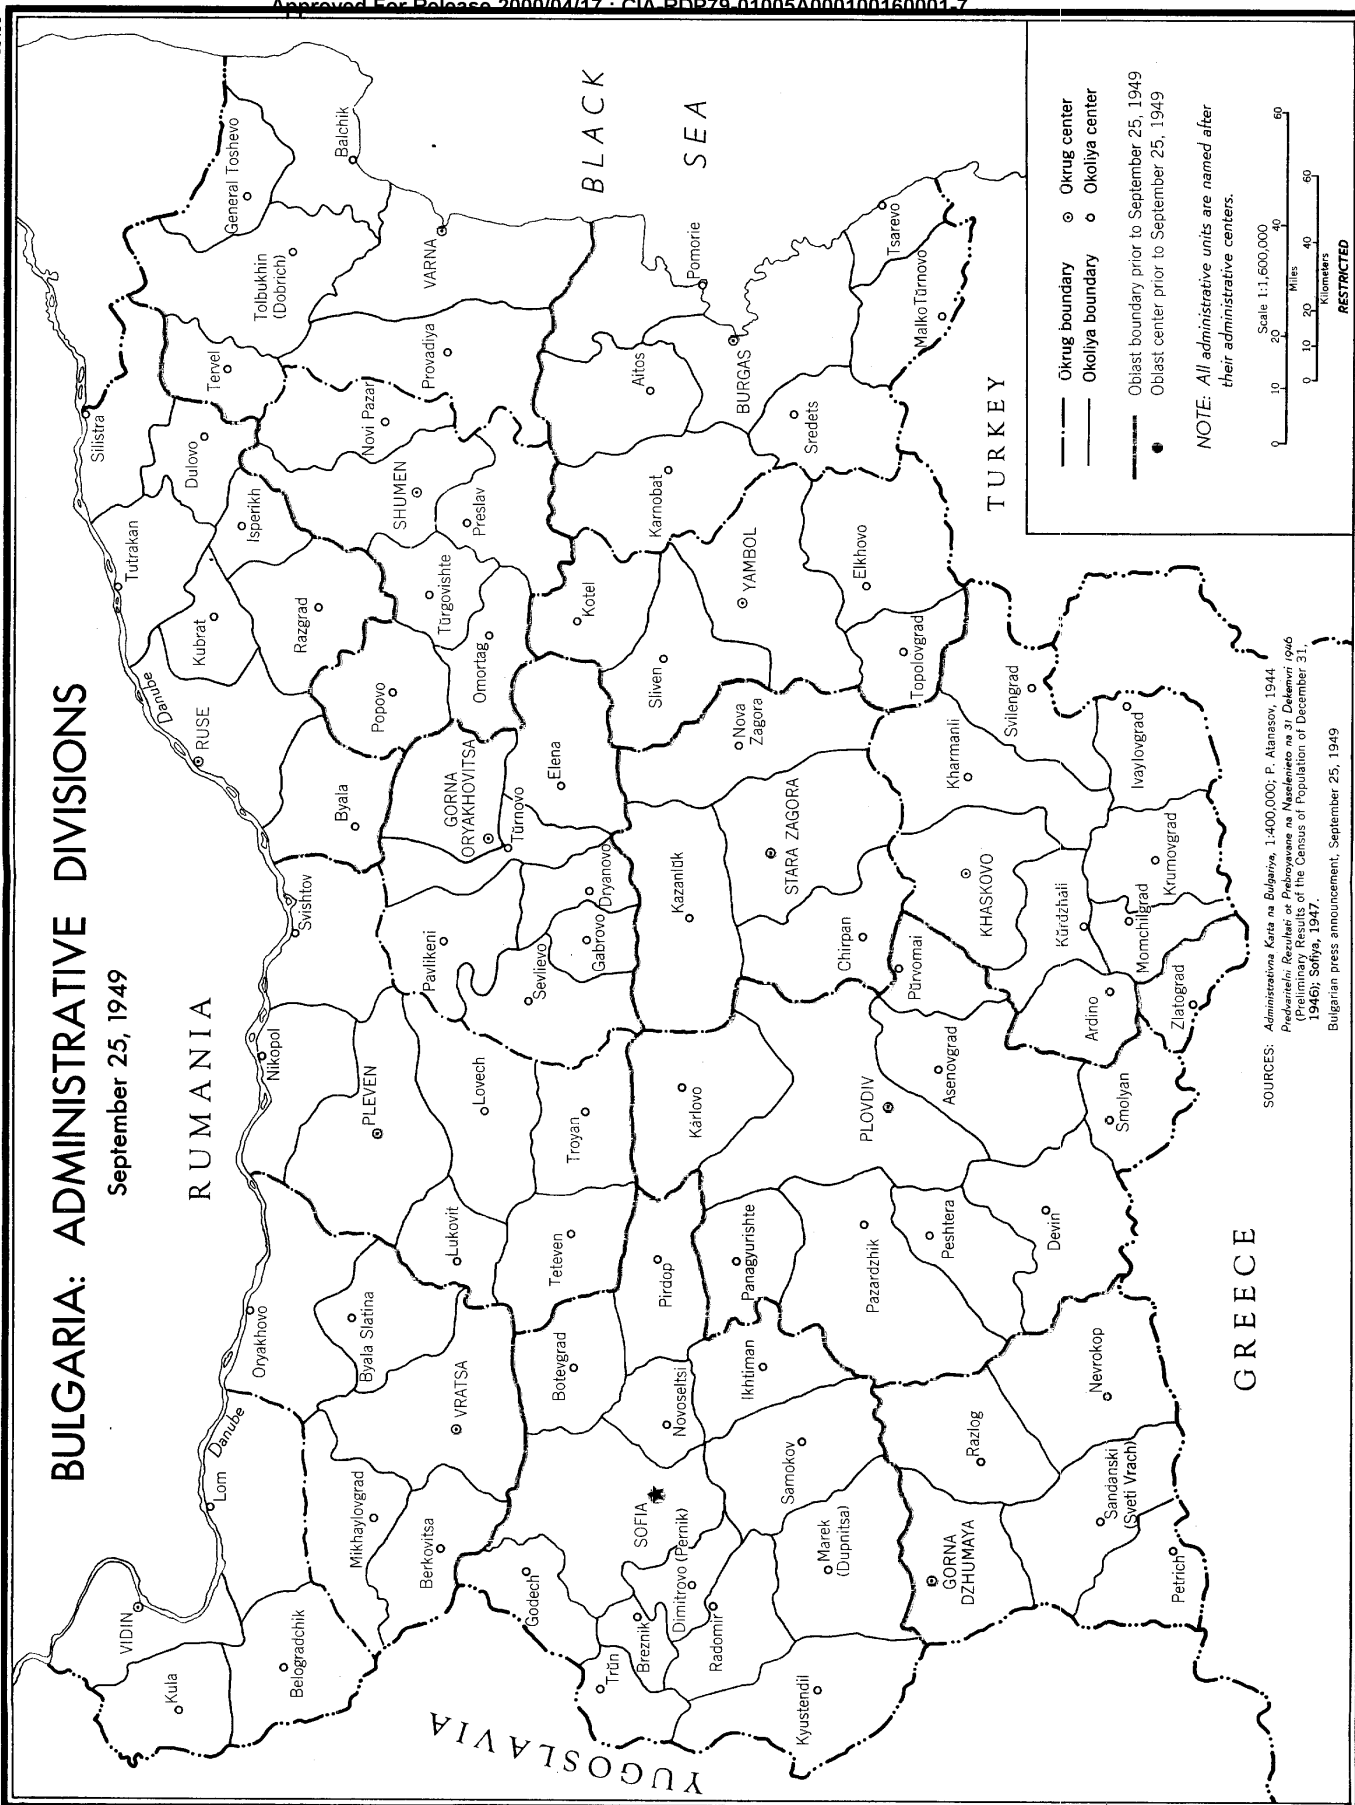 Approved For Release 2000/04/17 : CIA-RDP79-01005A000100160001-7
BULGARIA: ADMINISTRATIVE DIVISIONS
September 25, 1949
RUMANIA
YUGOSLAVIA
GREECE
TURKEY
BLACK
SEA
Danube
Danube
VIDIN
Kula
Belogradchik
Lom
Mikhaylovgrad
Berkovitsa
VRATSA
Oryakhovo
Byala Slatina
Nikopol
PLEVEN
Lukovit
Lovech
Teteven
Troyan
Svishtov
Pavlikeni
Sevlievo
Gabrovo
Dryanovo
GORNA
ORYAKHOVITSA
Tŭrnovo
Elena
RUSE
Byala
Popovo
Kubrat
Razgrad
Tutrakan
Isperikh
Silistra
Dulovo
Tervel
Tŭrgovishte
Omortag
SHUMEN
Preslav
Novi Pazar
Provadiya
VARNA
Tolbukhin
(Dobrich)
General Toshevo
Balchik
Godech
Trŭn
Breznik
SOFIA
Dimitrovo (Pernik)
Radomir
Kyustendil
Marek
(Dupnitsa)
Samokov
Botevgrad
Novoseltsi
Ikhtiman
Pirdop
Panagyurishte
Pazardzhik
Peshtera
Devin
Karlovo
PLOVDIV
Asenovgrad
Smolyan
Pŭrvomai
GORNA
DZHUMAYA
Razlog
Nevrokop
Sandanski
(Sveti Vrach)
Petrich
Kazanlŭk
STARA ZAGORA
Chirpan
Nova
Zagora
KHASKOVO
Kharmanli
Svilengrad
Kŭrdzhali
Ardino
Momchilgrad
Zlatograd
Krumovgrad
Ivaylovgrad
Kotel
Sliven
YAMBOL
Elkhovo
Topolovgrad
Karnobat
Aitos
Pomorie
BURGAS
Sredets
Malko Tŭrnovo
Tsarevo
Okrug boundary
Okrug center
Okoliya boundary
Okoliya center
Oblast boundary prior to September 25, 1949
Oblast center prior to September 25, 1949
NOTE: All administrative units are named after
their administrative centers.
Scale 1:1,600,000
0 10 20 40 60
Miles
0 10 20 40 60
Kilometers
RESTRICTED
SOURCES: Administrativna Karta na Bulgariya, 1:400,000; P. Atanasov, 1944
Predvaritelni Rezultati ot Prebroyavane na Naselenieto na 31 Dekemvri 1946
(Preliminary Results of the Census of Population of December 31,
1946); Sofiya, 1947.
Bulgarian press announcement, September 25, 1949